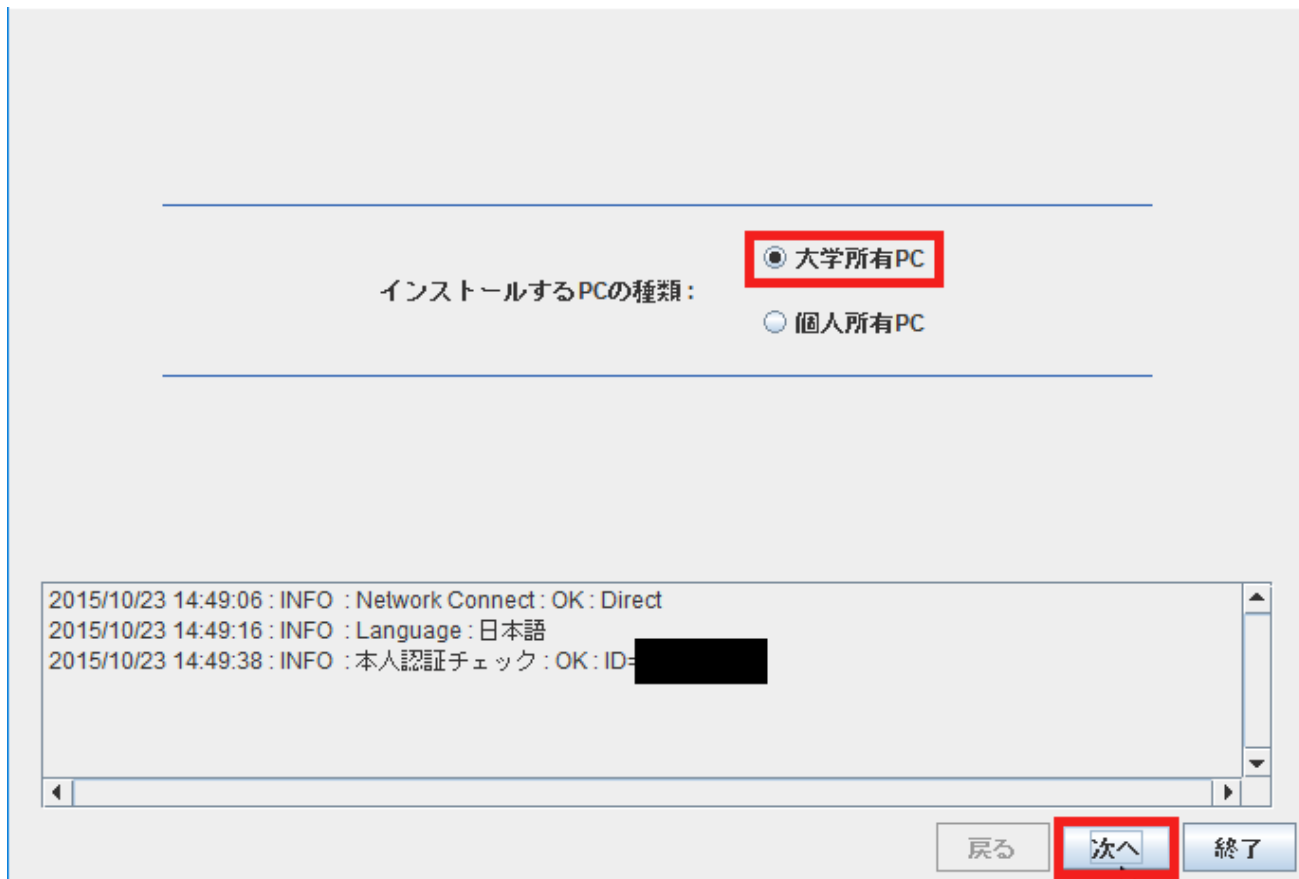 大学所有PC
インストールするPCの種類:
個人所有PC
2015/10/23 14:49:06 : INFO : Network Connect : OK : Direct
2015/10/23 14:49:16 : INFO : Language : 日本語
2015/10/23 14:49:38 : INFO : 本人認証チェック : OK : ID=
戻る 次へ 終了